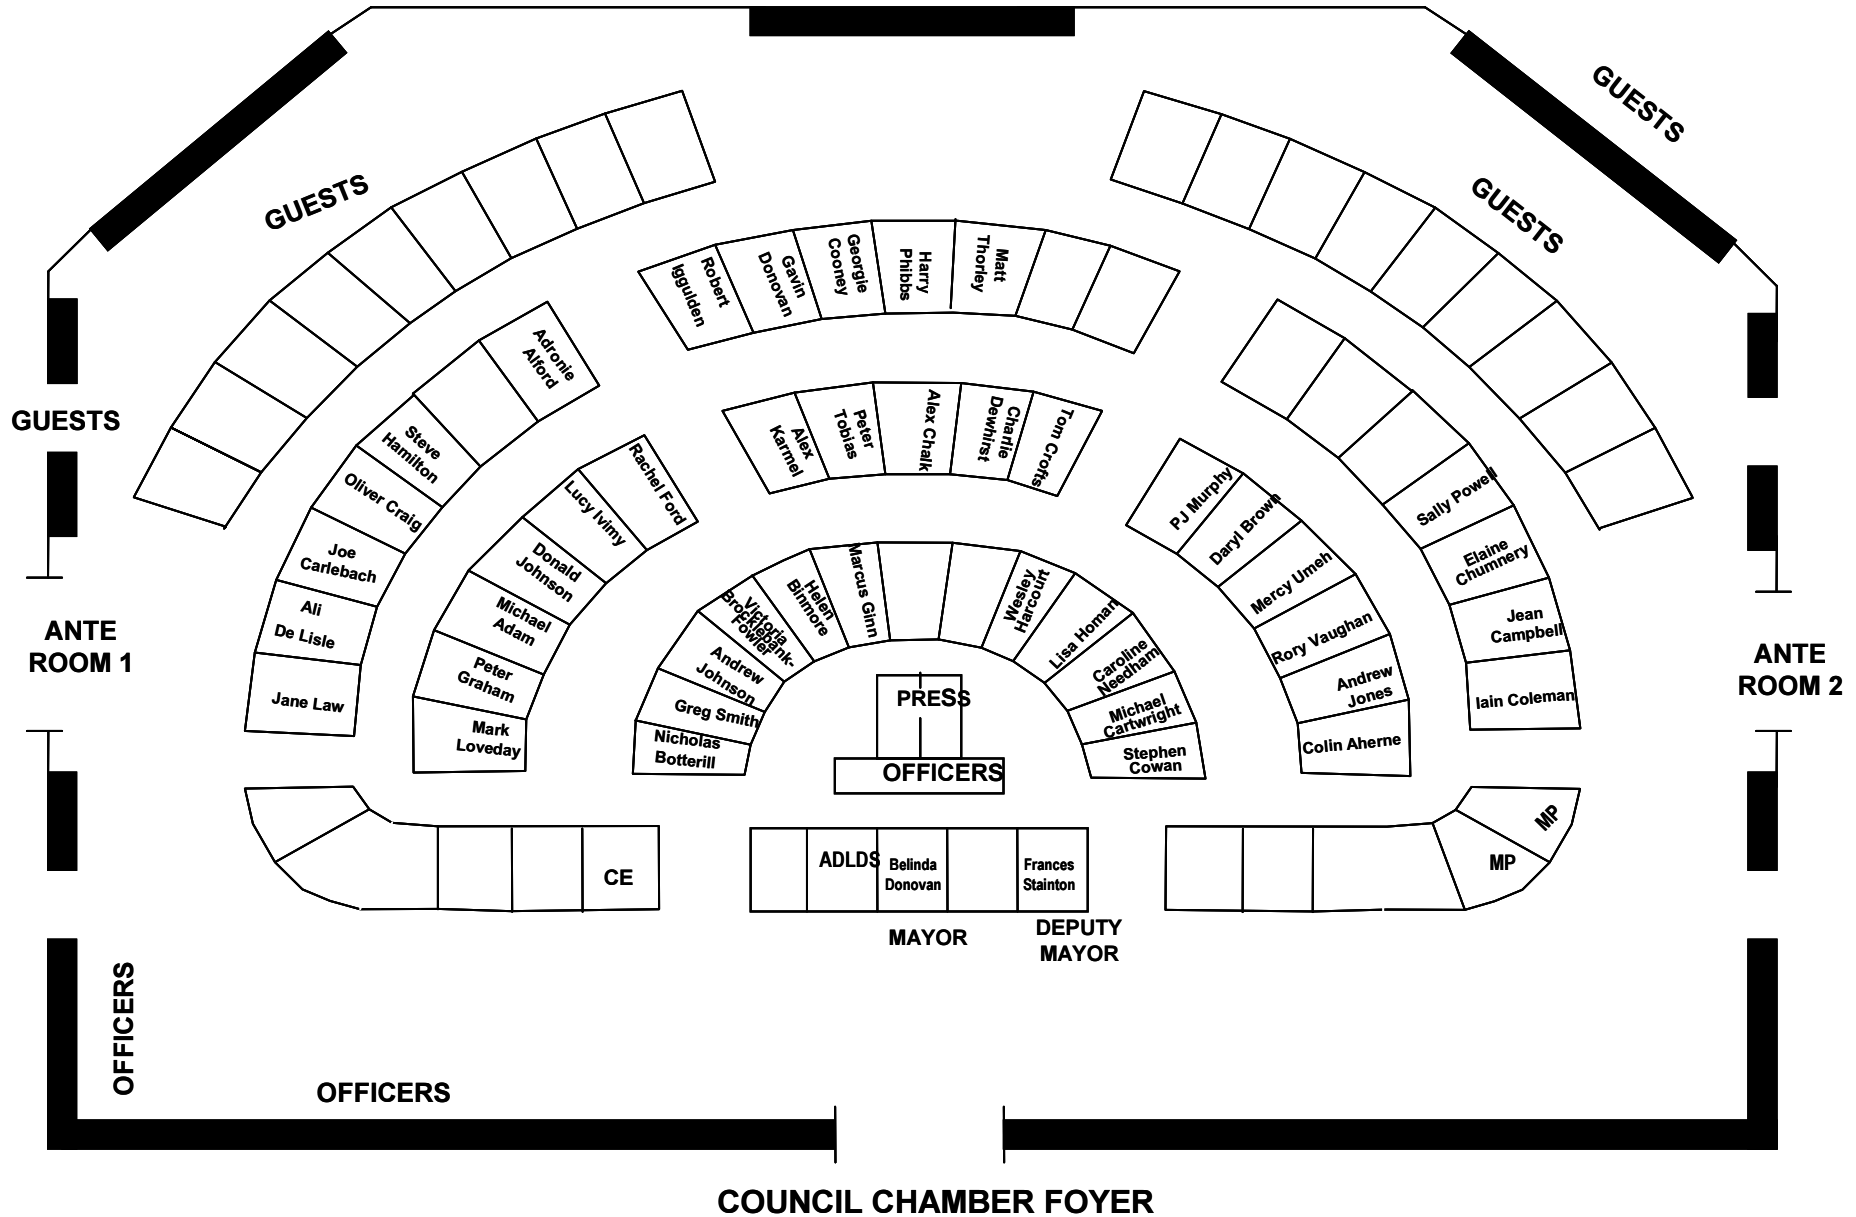 GUESTS
GUESTS
GUESTS
GUESTS
Robert
Iggulden
Gavin
Donovan
Georgie
Cooney
Harry
Phibbs
Matt
Thorley
Adronie
Alford
Steve
Hamilton
Oliver Craig
Joe
Carlebach
Ali
De Lisle
Jane Law
Alex
Karmel
Peter
Tobias
Alex Chalk
Charlie
Dewhirst
Tom Crofts
Rachel Ford
Lucy Ivimy
Donald
Johnson
Michael
Adam
Peter
Graham
Mark
Loveday
PJ Murphy
Daryl Brown
Mercy Umeh
Rory Vaughan
Andrew
Jones
Colin Aherne
Sally Powell
Elaine
Chumnery
Jean
Campbell
Iain Coleman
Marcus Ginn
Helen
Binmore
Victoria
Brocklebank-
Fowler
Andrew
Johnson
Greg Smith
Nicholas
Botterill
Wesley
Harcourt
Lisa Homan
Caroline
Needham
Michael
Cartwright
Stephen
Cowan
ANTE
ROOM 1
ANTE
ROOM 2
PRESS
OFFICERS
CE
ADLDS
Belinda
Donovan
Frances
Stainton
MP
MP
MAYOR
DEPUTY
MAYOR
OFFICERS
OFFICERS
COUNCIL CHAMBER FOYER